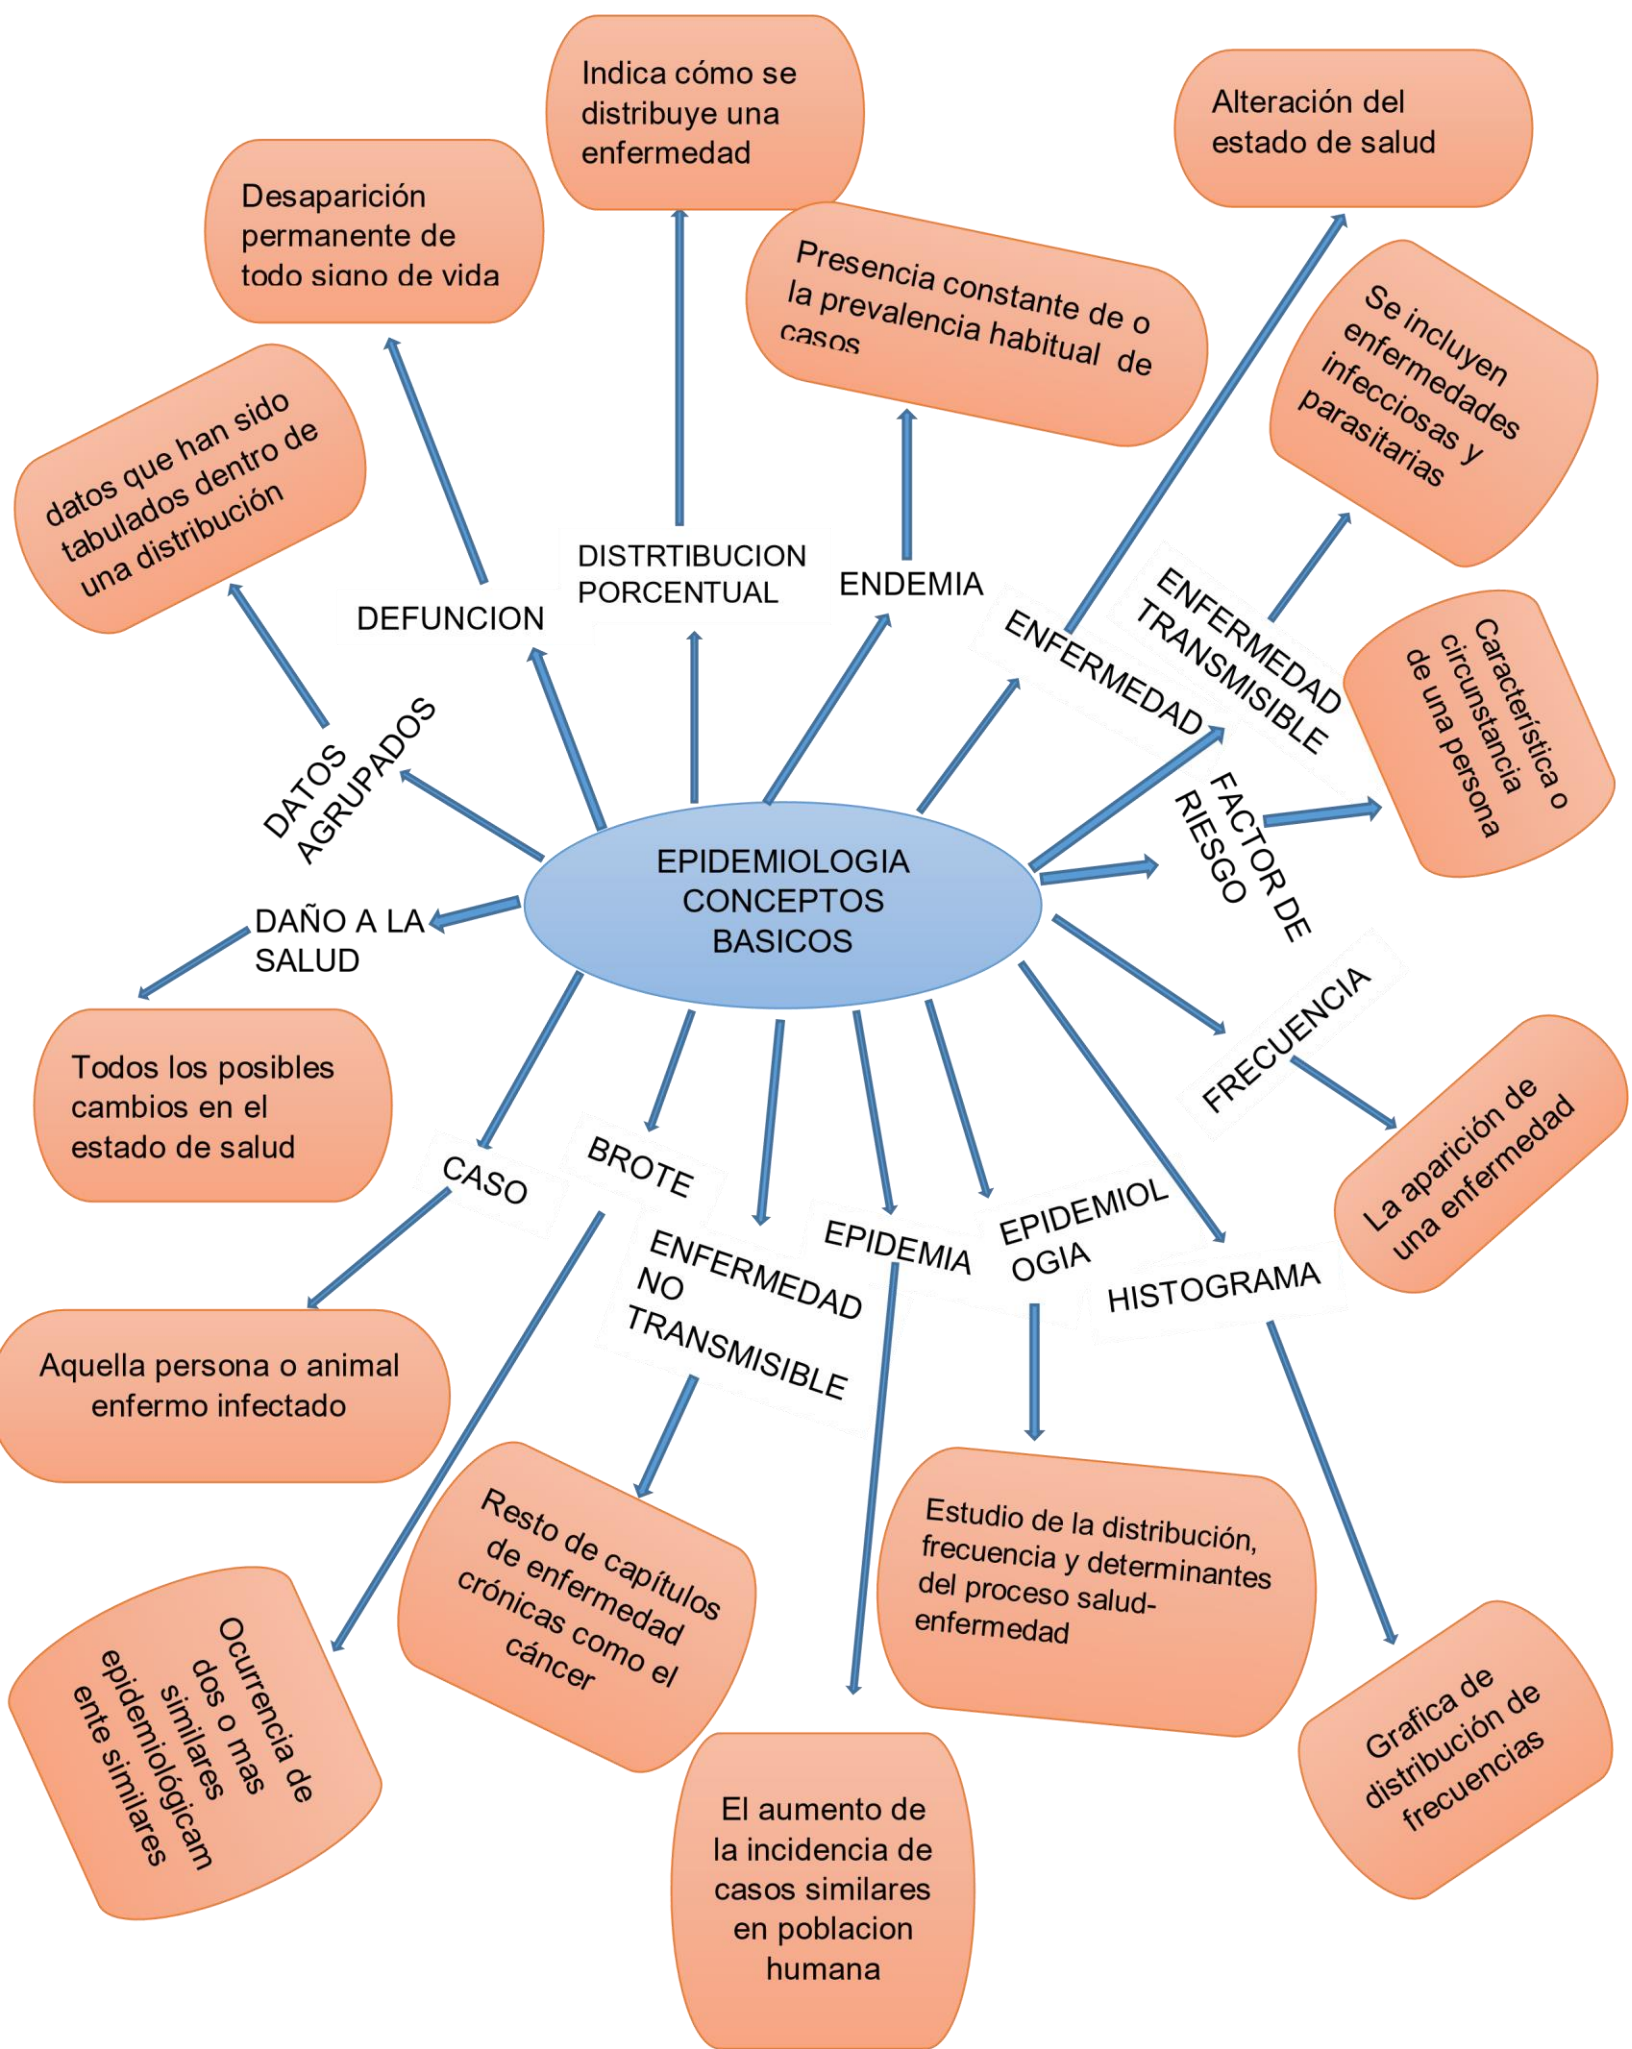 Indica cómo se
distribuye una
enfermedad
Alteración del
estado de salud
Desaparición
permanente de
todo signo de vida
Presencia constante de o
la prevalencia habitual de
casos
Se incluyen
enfermedades
infecciosas y
parasitarias
datos que han sido
tabulados dentro de
una distribución
DISTRTIBUCION
PORCENTUAL
ENDEMIA
DEFUNCION
ENFERMEDAD
ENFERMEDAD
TRANSMISIBLE
Característica o
circunstancia
de una persona
DATOS
AGRUPADOS
FACTOR DE
RIESGO
EPIDEMIOLOGIA
CONCEPTOS
BASICOS
DAÑO A LA
SALUD
FRECUENCIA
Todos los posibles
cambios en el
estado de salud
La aparición de
una enfermedad
CASO
BROTE
ENFERMEDAD
NO
TRANSMISIBLE
EPIDEMIA
EPIDEMIOL
OGIA
HISTOGRAMA
Aquella persona o animal
enfermo infectado
Resto de capítulos
de enfermedad
crónicas como el
cáncer
Estudio de la distribución,
frecuencia y determinantes
del proceso salud-
enfermedad
Ocurrencia de
dos o mas
similares
epidemiológicam
ente similares
Grafica de
distribución de
frecuencias
El aumento de
la incidencia de
casos similares
en poblacion
humana